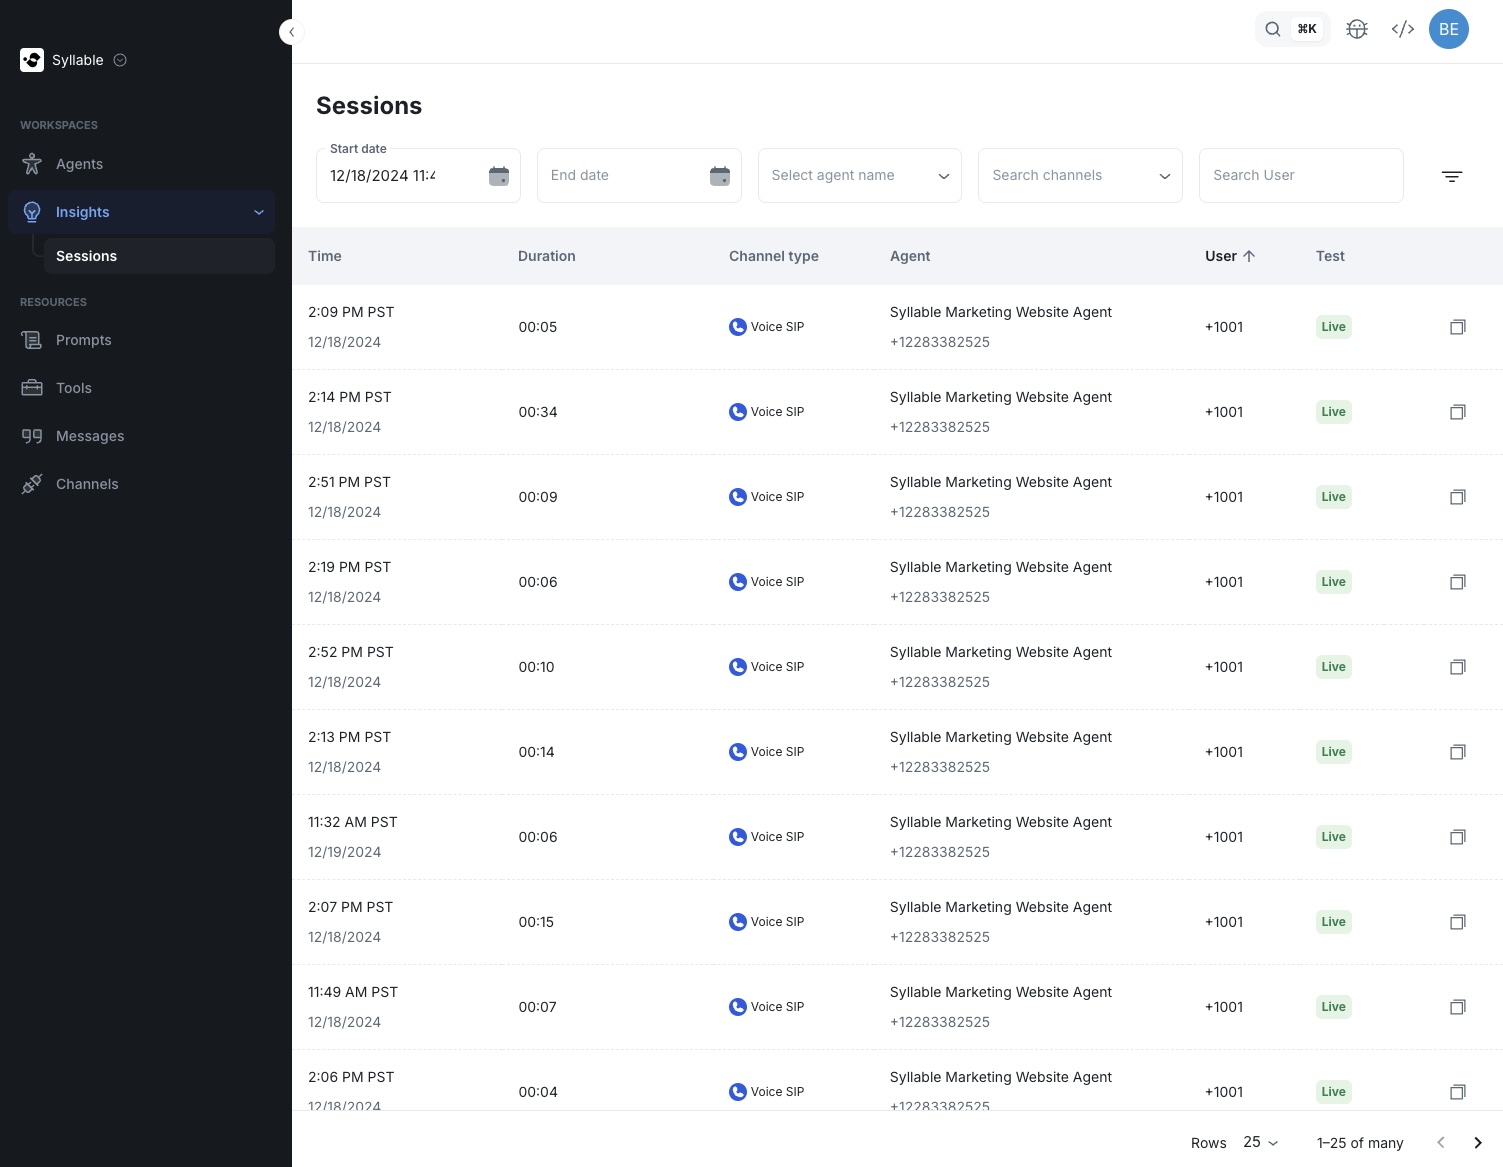 Syllable
⌘K
</>
BE
WORKSPACES
Agents
Insights
Sessions
RESOURCES
Prompts
Tools
Messages
Channels
Sessions
Start date
12/18/2024 11:4
End date
Select agent name
Search channels
Search User
Time Duration Channel type Agent User Test
2:09 PM PST
12/18/2024
00:05
Voice SIP
Syllable Marketing Website Agent
+12283382525
+1001
Live
2:14 PM PST
12/18/2024
00:34
Voice SIP
Syllable Marketing Website Agent
+12283382525
+1001
Live
2:51 PM PST
12/18/2024
00:09
Voice SIP
Syllable Marketing Website Agent
+12283382525
+1001
Live
2:19 PM PST
12/18/2024
00:06
Voice SIP
Syllable Marketing Website Agent
+12283382525
+1001
Live
2:52 PM PST
12/18/2024
00:10
Voice SIP
Syllable Marketing Website Agent
+12283382525
+1001
Live
2:13 PM PST
12/18/2024
00:14
Voice SIP
Syllable Marketing Website Agent
+12283382525
+1001
Live
11:32 AM PST
12/19/2024
00:06
Voice SIP
Syllable Marketing Website Agent
+12283382525
+1001
Live
2:07 PM PST
12/18/2024
00:15
Voice SIP
Syllable Marketing Website Agent
+12283382525
+1001
Live
11:49 AM PST
12/18/2024
00:07
Voice SIP
Syllable Marketing Website Agent
+12283382525
+1001
Live
2:06 PM PST
12/18/2024
00:04
Voice SIP
Syllable Marketing Website Agent
+12283382525
+1001
Live
Rows 25 1–25 of many